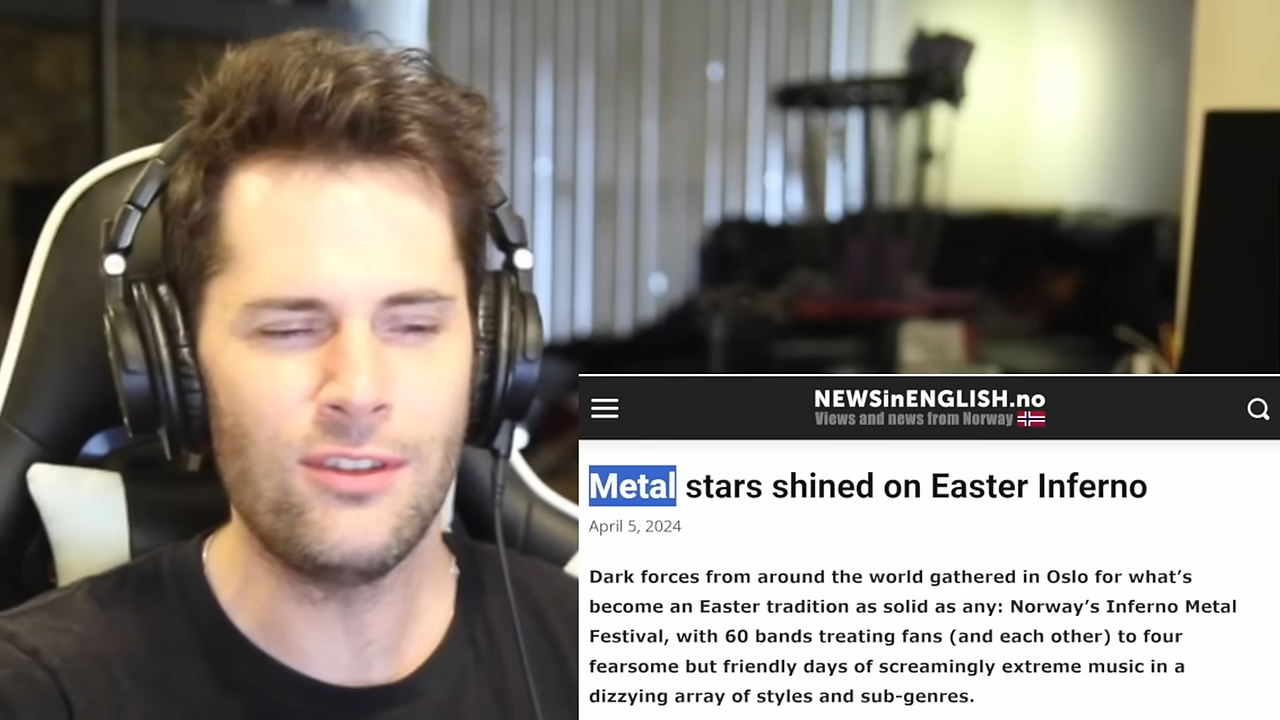 NEWSinENGLISH.no
Views and news from Norway
Metal stars shined on Easter Inferno
April 5, 2024
Dark forces from around the world gathered in Oslo for what's
become an Easter tradition as solid as any: Norway's Inferno Metal
Festival, with 60 bands treating fans (and each other) to four
fearsome but friendly days of screamingly extreme music in a
dizzying array of styles and sub-genres.